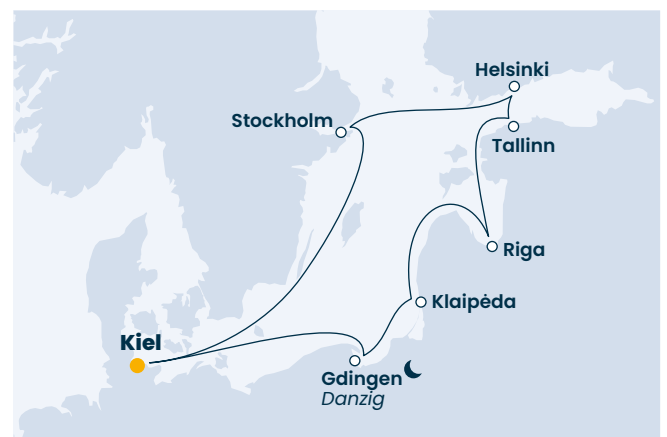 Helsinki
Stockholm
Tallinn
Riga
Klaipėda
Kiel
Gdingen
Danzig